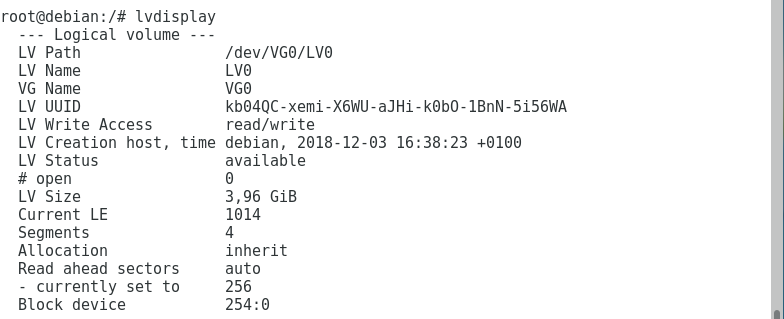 root@debian:/# lvdisplay
--- Logical volume ---
LV Path                /dev/VG0/LV0
LV Name                LV0
VG Name                VG0
LV UUID                kb04QC-xemi-X6WU-aJHi-k0bO-1BnN-5i56WA
LV Write Access        read/write
LV Creation host, time debian, 2018-12-03 16:38:23 +0100
LV Status              available
# open                 0
LV Size                3,96 GiB
Current LE             1014
Segments               4
Allocation             inherit
Read ahead sectors     auto
- currently set to     256
Block device           254:0